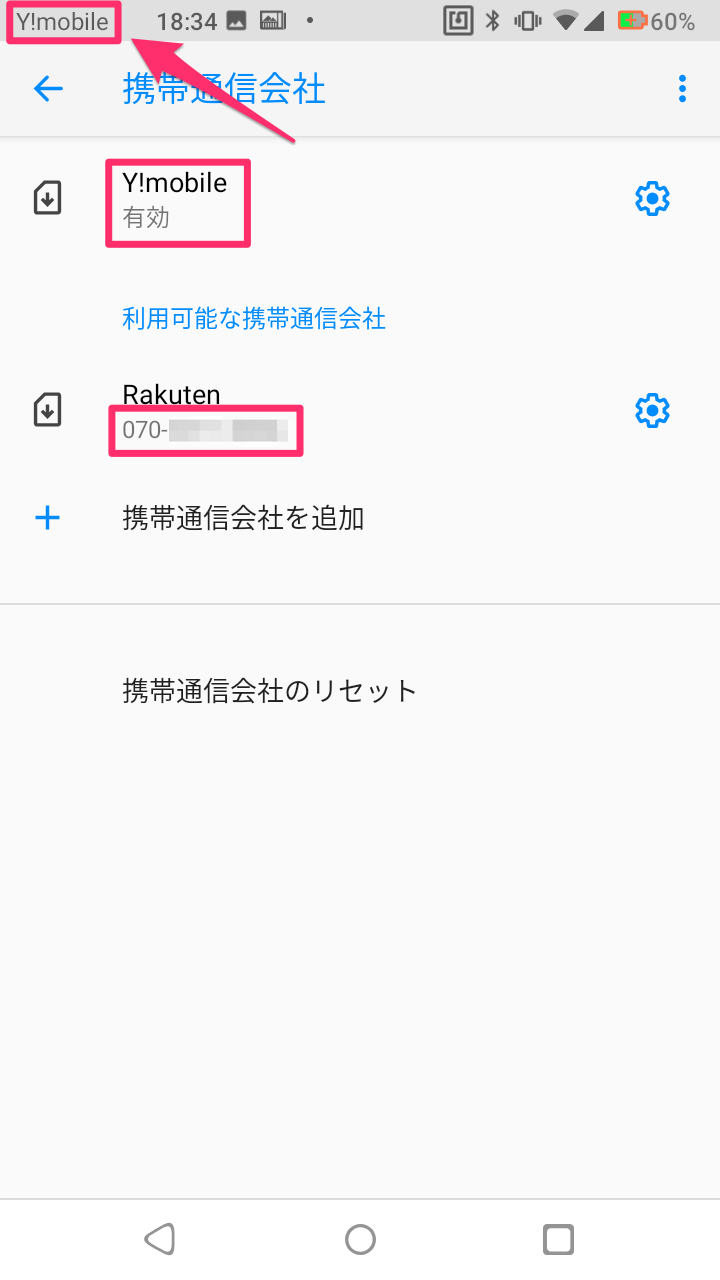 Y!mobile 18:34 60%
携帯通信会社
Y!mobile
有効
利用可能な携帯通信会社
Rakuten
070-
携帯通信会社を追加
携帯通信会社のリセット